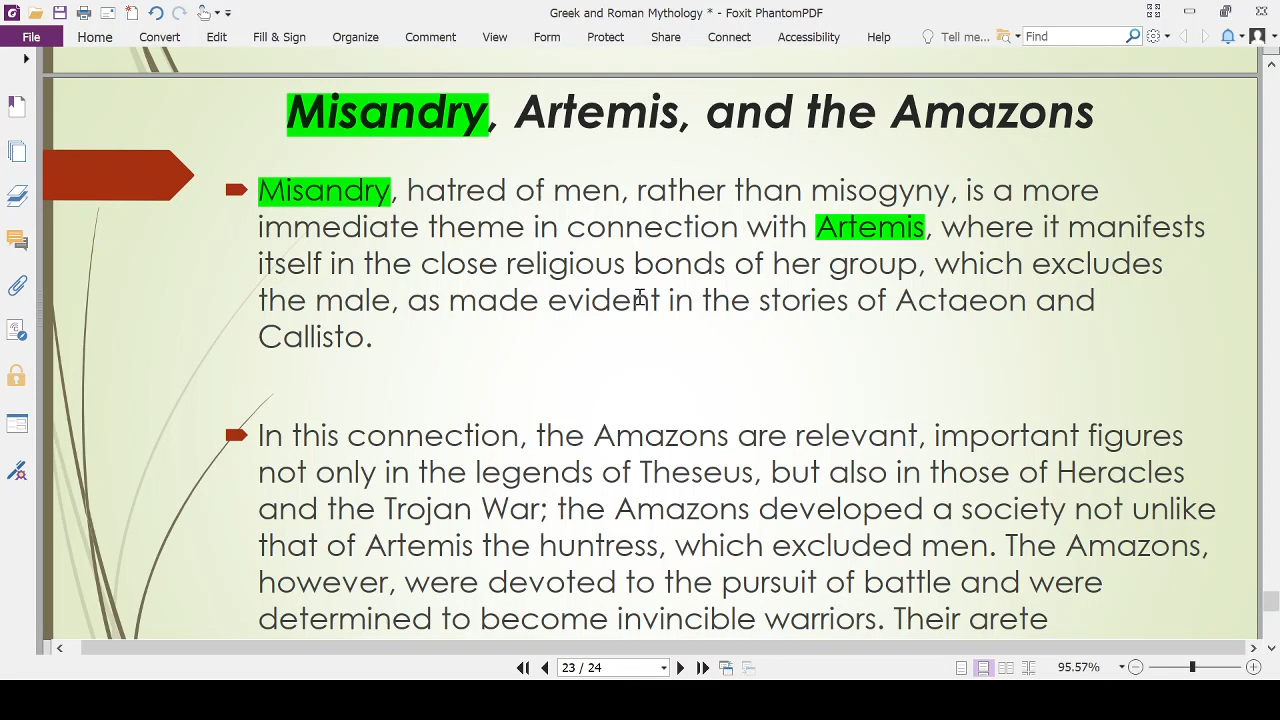 Greek and Roman Mythology * - Foxit PhantomPDF
File Home Convert Edit Fill & Sign Organize Comment View Form Protect Share Connect Accessibility Help Tell me... Find
Misandry, Artemis, and the Amazons
Misandry, hatred of men, rather than misogyny, is a more
immediate theme in connection with Artemis, where it manifests
itself in the close religious bonds of her group, which excludes
the male, as made evident in the stories of Actaeon and
Callisto.
In this connection, the Amazons are relevant, important figures
not only in the legends of Theseus, but also in those of Heracles
and the Trojan War; the Amazons developed a society not unlike
that of Artemis the huntress, which excluded men. The Amazons,
however, were devoted to the pursuit of battle and were
determined to become invincible warriors. Their arete
23 / 24 95.57%